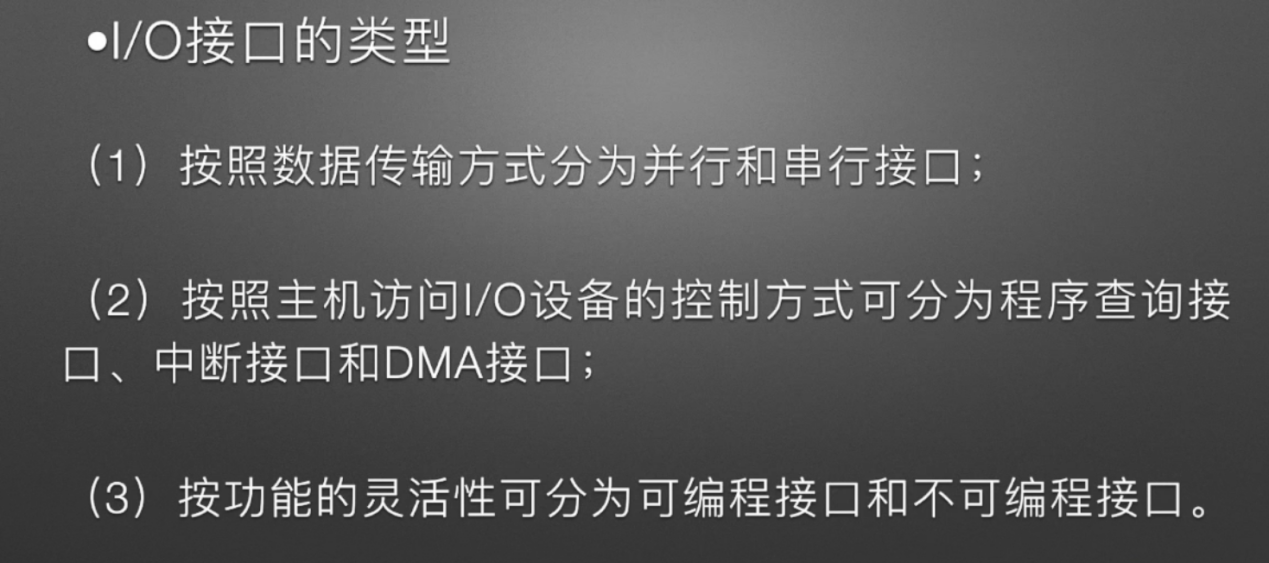 •I/O接口的类型
（1）按照数据传输方式分为并行和串行接口；
（2）按照主机访问I/O设备的控制方式可分为程序查询接
口、中断接口和DMA接口；
（3）按功能的灵活性可分为可编程接口和不可编程接口。